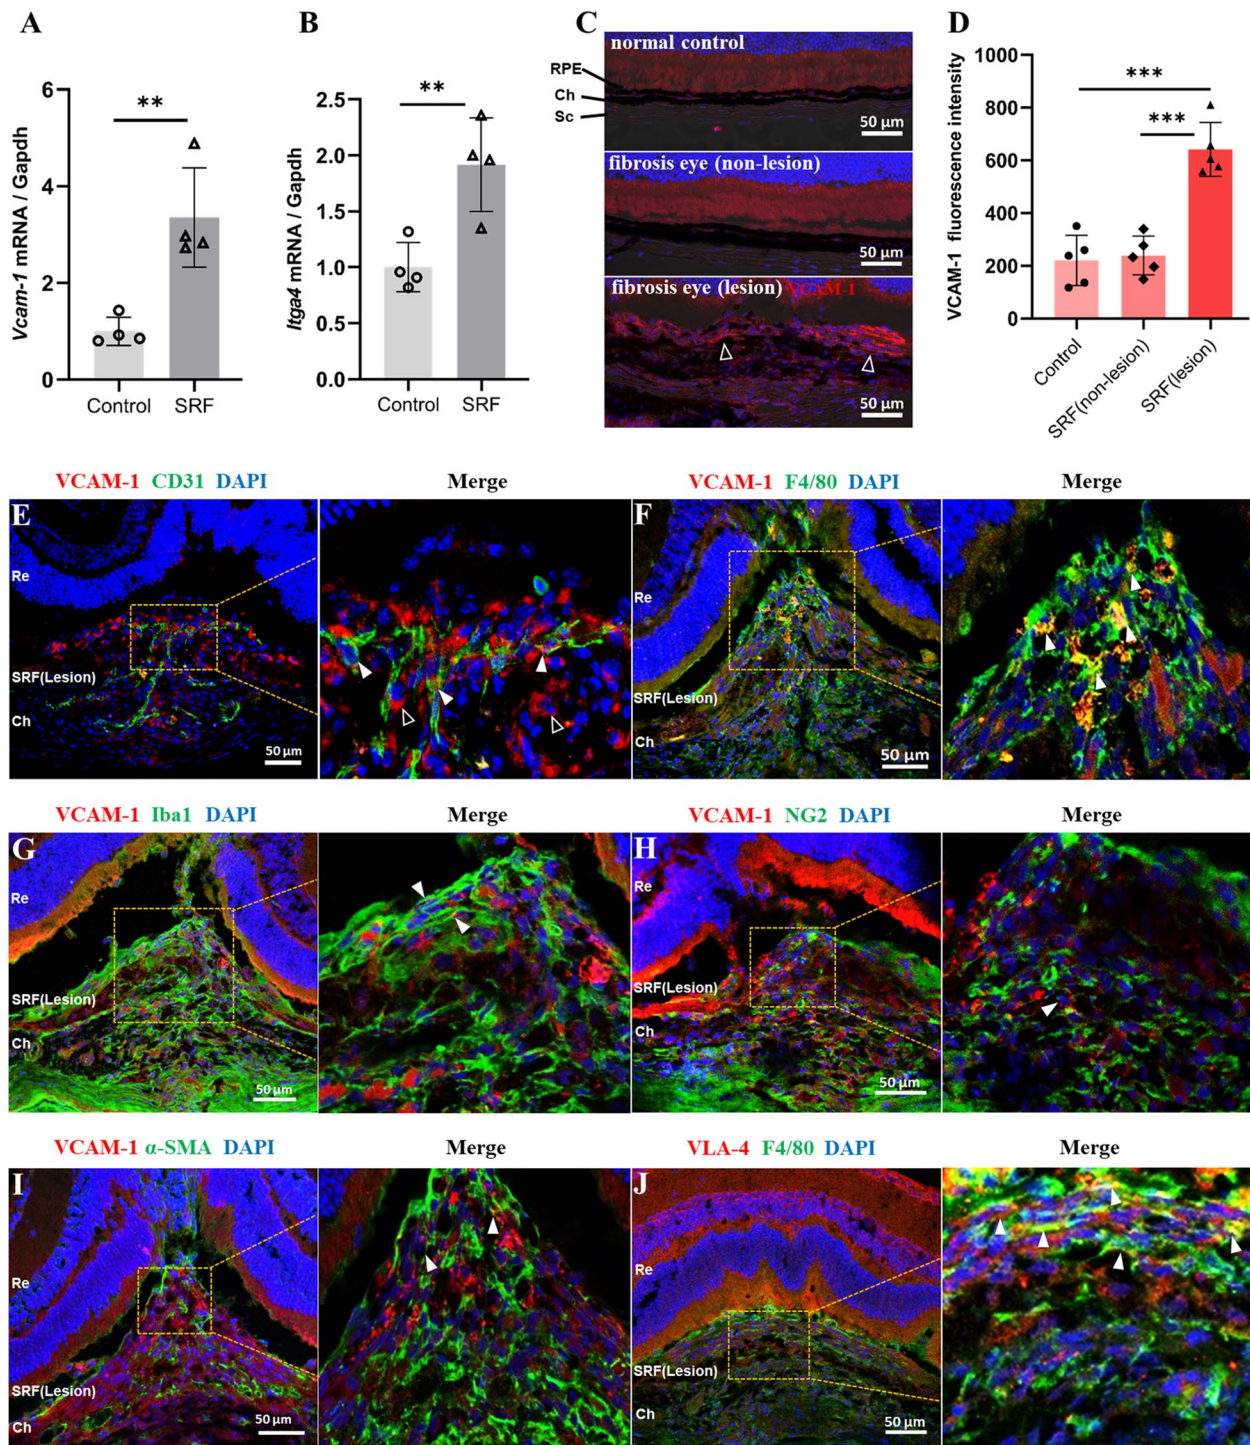 A
Vcam-1 mRNA / Gapdh
6
4
2
0
**
Control
SRF
B
Itga4 mRNA / Gapdh
2.5
2.0
1.5
1.0
0.5
0.0
**
Control
SRF
C
normal control
RPE
Ch
Sc
50 µm
fibrosis eye (non-lesion)
50 µm
fibrosis eye (lesion) VCAM-1
50 µm
D
VCAM-1 fluorescence intensity
1000
800
600
400
200
0
***
***
Control
SRF(non-lesion)
SRF(lesion)
VCAM-1 CD31 DAPI
Merge
E
Re
SRF(Lesion)
Ch
50 µm
VCAM-1 F4/80 DAPI
Merge
F
Re
SRF(Lesion)
Ch
50 µm
VCAM-1 Iba1 DAPI
Merge
G
Re
SRF(Lesion)
Ch
50 µm
VCAM-1 NG2 DAPI
Merge
H
Re
SRF(Lesion)
Ch
50 µm
VCAM-1 α-SMA DAPI
Merge
I
Re
SRF(Lesion)
Ch
50 µm
VLA-4 F4/80 DAPI
Merge
J
Re
SRF(Lesion)
Ch
50 µm